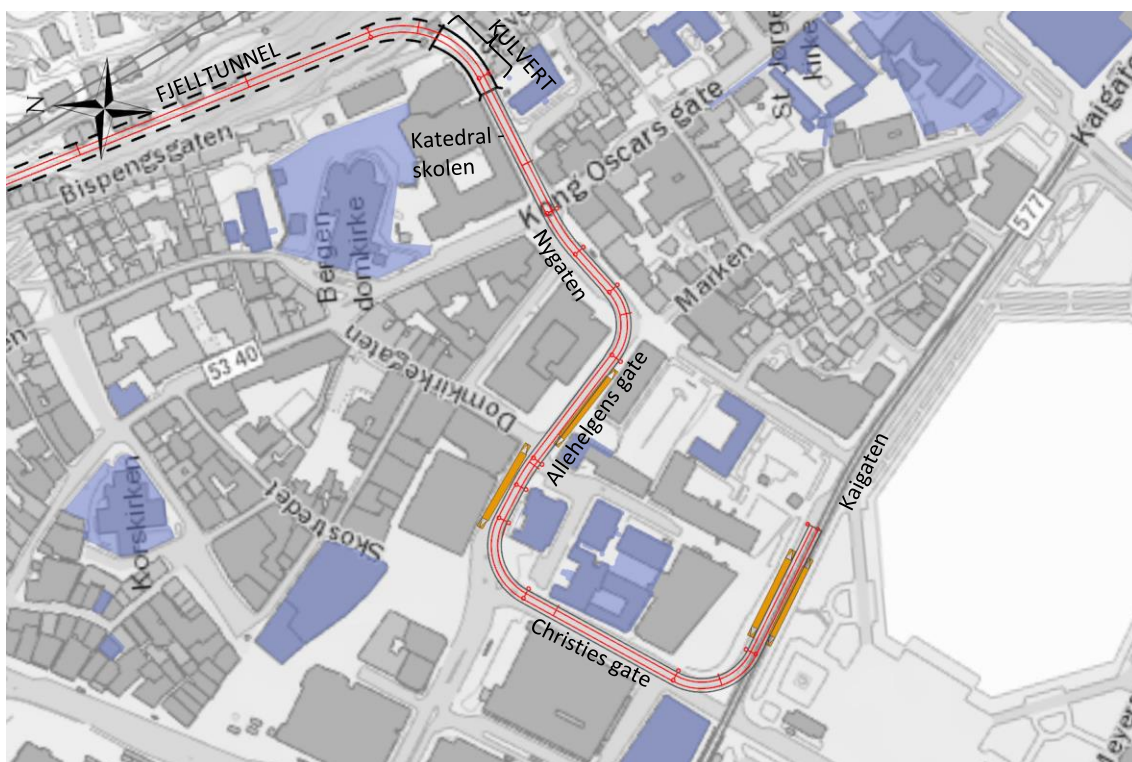 KULVERT
FJELLTUNNEL
N
St. Jørgen
kirke
Kaigate
Bispengsgaten
Katedral -
skolen
Kong Oscars gate
577
Bergen
domkirke
Nygaten
Marken
53 40
Domkirkegaten
Allehelgens gate
Kaigaten
Korskirken
Skostredet
Christies gate